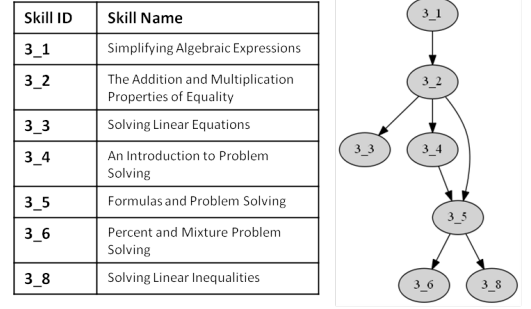 Skill ID Skill Name
3_1 Simplifying Algebraic Expressions
3_2 The Addition and Multiplication
Properties of Equality
3_3 Solving Linear Equations
3_4 An Introduction to Problem
Solving
3_5 Formulas and Problem Solving
3_6 Percent and Mixture Problem
Solving
3_8 Solving Linear Inequalities
3_1
3_2
3_3 3_4
3_5
3_6 3_8